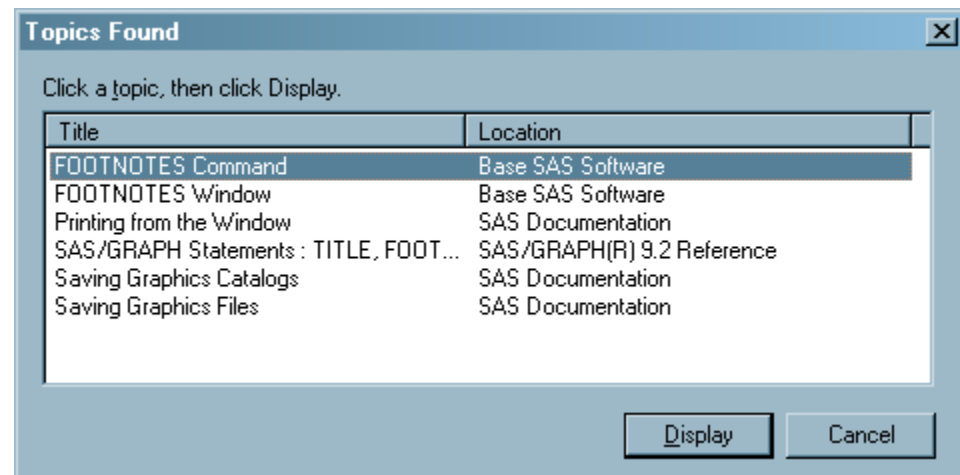 Topics Found
Click a topic, then click Display.
Title Location
FOOTNOTES Command Base SAS Software
FOOTNOTES Window Base SAS Software
Printing from the Window SAS Documentation
SAS/GRAPH Statements : TITLE, FOOT... SAS/GRAPH(R) 9.2 Reference
Saving Graphics Catalogs SAS Documentation
Saving Graphics Files SAS Documentation
Display Cancel